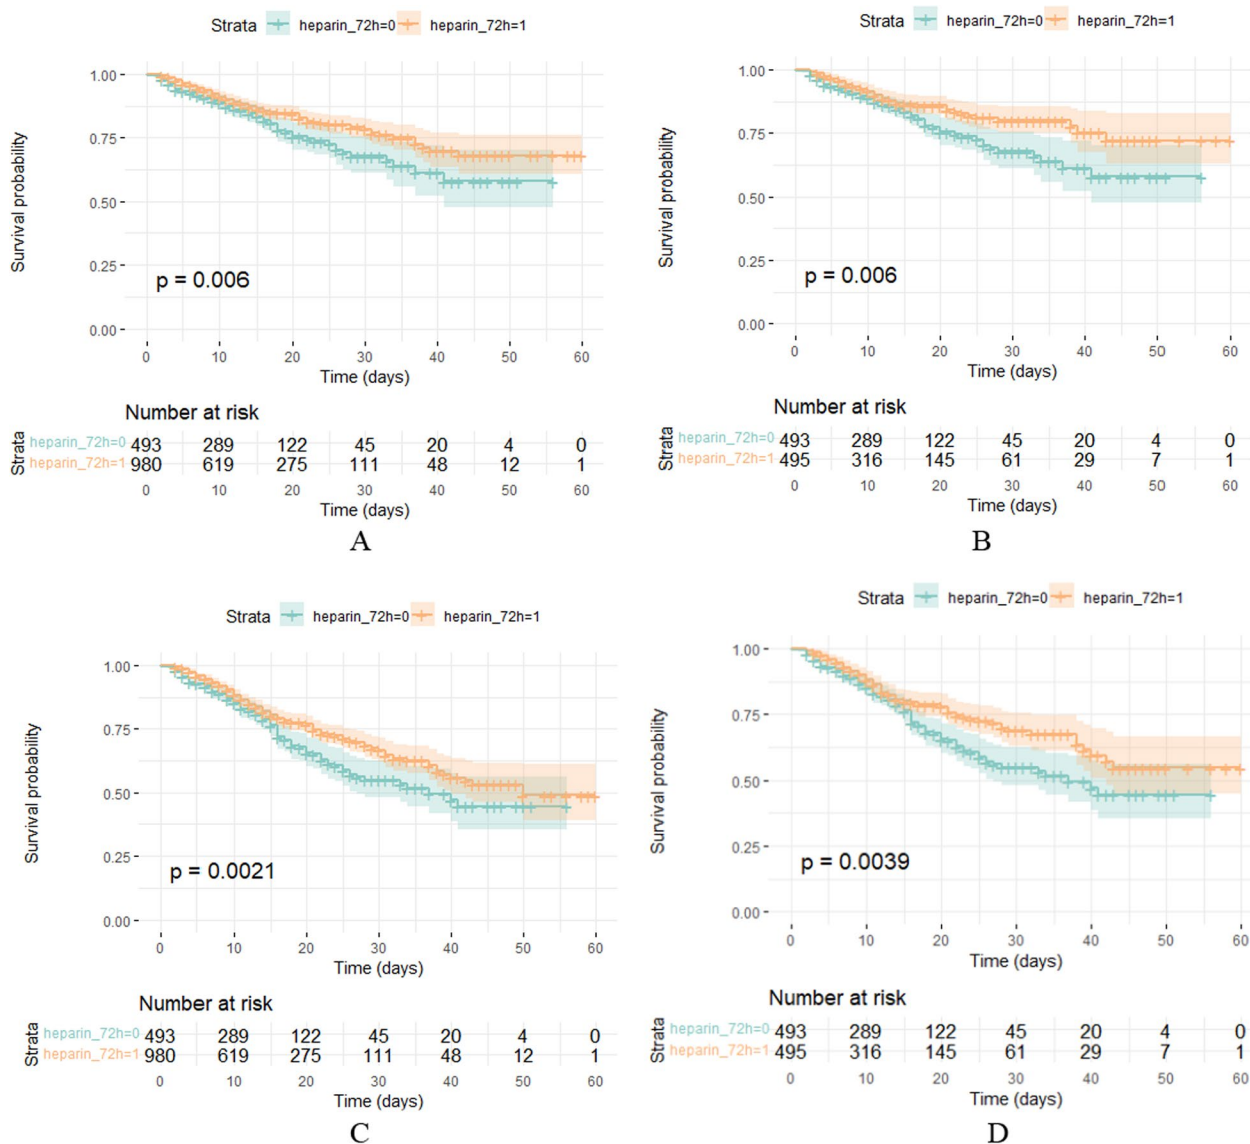 Strata heparin_72h=0 heparin_72h=1
1.00
0.75
0.50
0.25
0.00
Survival probability
p = 0.006
0 10 20 30 40 50 60
Time (days)
Number at risk
Strata
heparin_72h=0 493 289 122 45 20 4 0
heparin_72h=1 980 619 275 111 48 12 1
0 10 20 30 40 50 60
Time (days)
A
Strata heparin_72h=0 heparin_72h=1
1.00
0.75
0.50
0.25
0.00
Survival probability
p = 0.006
0 10 20 30 40 50 60
Time (days)
Number at risk
Strata
heparin_72h=0 493 289 122 45 20 4 0
heparin_72h=1 495 316 145 61 29 7 1
0 10 20 30 40 50 60
Time (days)
B
Strata heparin_72h=0 heparin_72h=1
1.00
0.75
0.50
0.25
0.00
Survival probability
p = 0.0021
0 10 20 30 40 50 60
Time (days)
Number at risk
Strata
heparin_72h=0 493 289 122 45 20 4 0
heparin_72h=1 980 619 275 111 48 12 1
0 10 20 30 40 50 60
Time (days)
C
Strata heparin_72h=0 heparin_72h=1
1.00
0.75
0.50
0.25
0.00
Survival probability
p = 0.0039
0 10 20 30 40 50 60
Time (days)
Number at risk
Strata
heparin_72h=0 493 289 122 45 20 4 0
heparin_72h=1 495 316 145 61 29 7 1
0 10 20 30 40 50 60
Time (days)
D